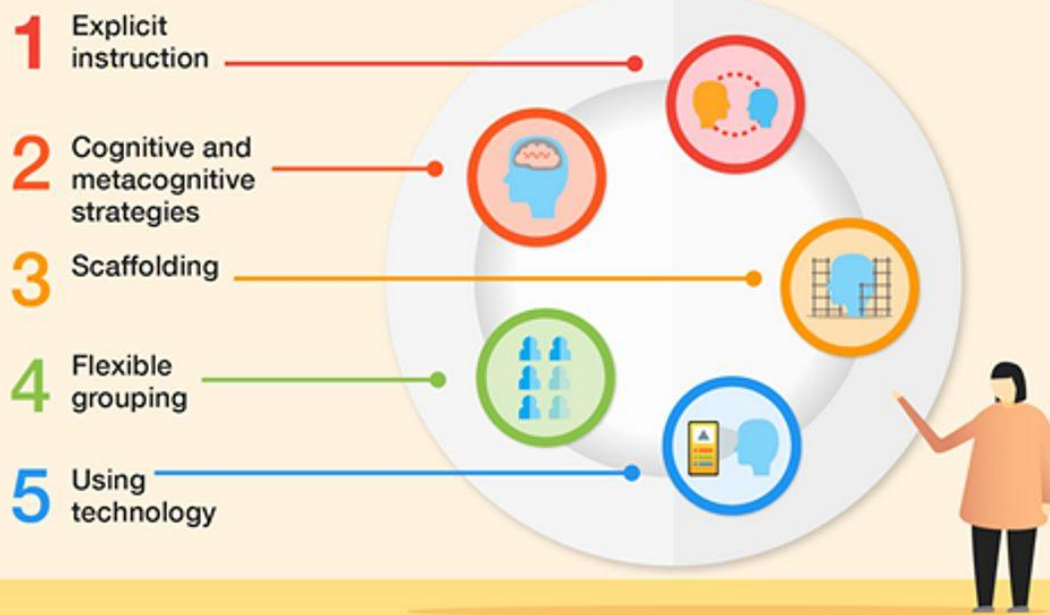 1 Explicit
instruction
2 Cognitive and
metacognitive
strategies
3 Scaffolding
4 Flexible
grouping
5 Using
technology